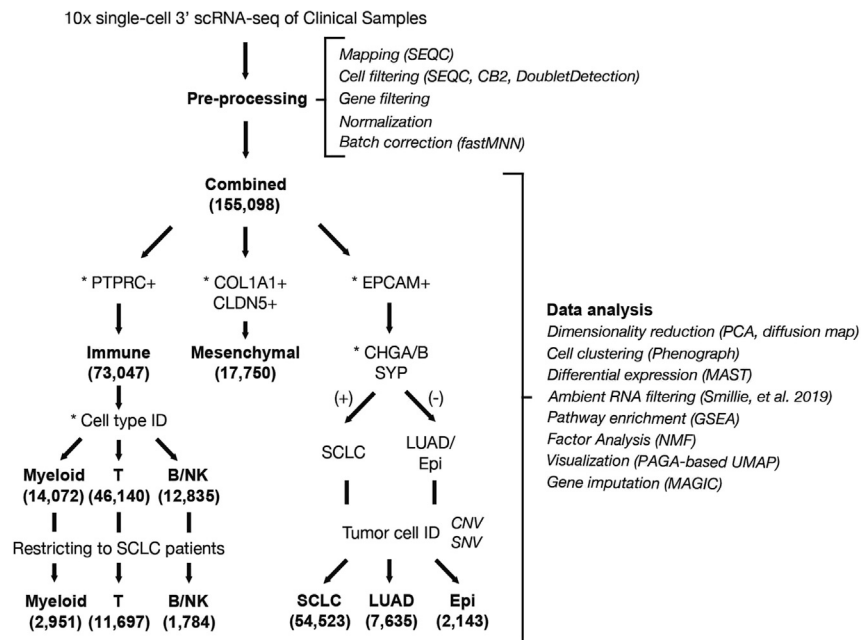 10x single-cell 3' scRNA-seq of Clinical Samples
Pre-processing
Mapping (SEQC)
Cell filtering (SEQC, CB2, DoubletDetection)
Gene filtering
Normalization
Batch correction (fastMNN)
Combined
(155,098)
* PTPRC+
* COL1A1+
CLDN5+
* EPCAM+
Immune
(73,047)
Mesenchymal
(17,750)
* CHGA/B
SYP
(+)
(-)
* Cell type ID
SCLC
LUAD/
Epi
Myeloid T B/NK
(14,072) (46,140) (12,835)
Tumor cell ID
CNV
SNV
Restricting to SCLC patients
Myeloid T B/NK
(2,951) (11,697) (1,784)
SCLC LUAD Epi
(54,523) (7,635) (2,143)
Data analysis
Dimensionality reduction (PCA, diffusion map)
Cell clustering (Phenograph)
Differential expression (MAST)
Ambient RNA filtering (Smillie, et al. 2019)
Pathway enrichment (GSEA)
Factor Analysis (NMF)
Visualization (PAGA-based UMAP)
Gene imputation (MAGIC)